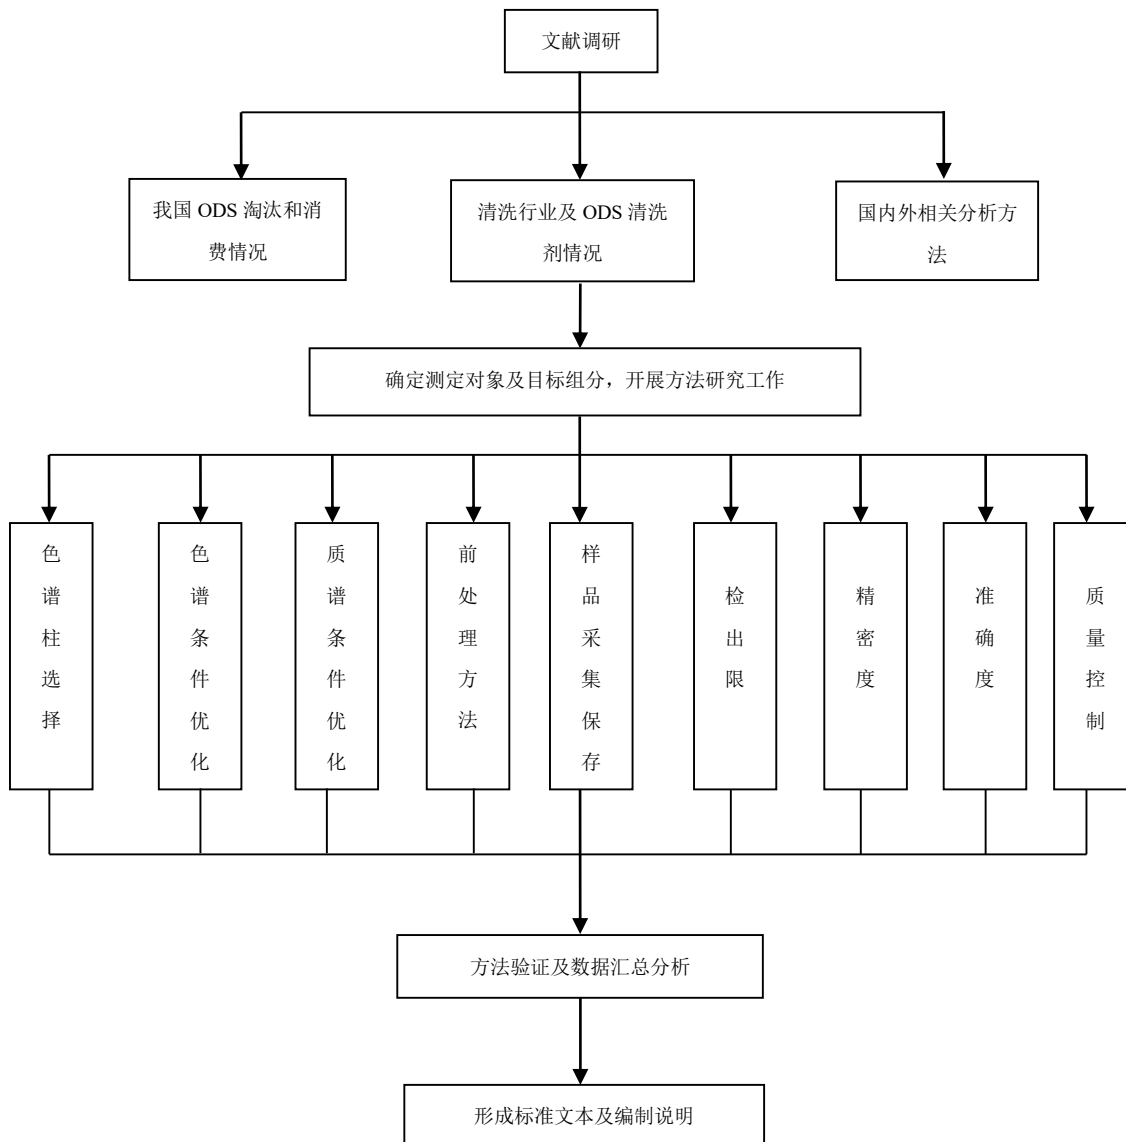 文献调研
我国 ODS 淘汰和消
费情况
清洗行业及 ODS 清洗
剂情况
国内外相关分析方
法
确定测定对象及目标组分，开展方法研究工作
色谱柱选择
色谱条件优化
质谱条件优化
前处理方法
样品采集保存
检出限
精密度
准确度
质量控制
方法验证及数据汇总分析
形成标准文本及编制说明